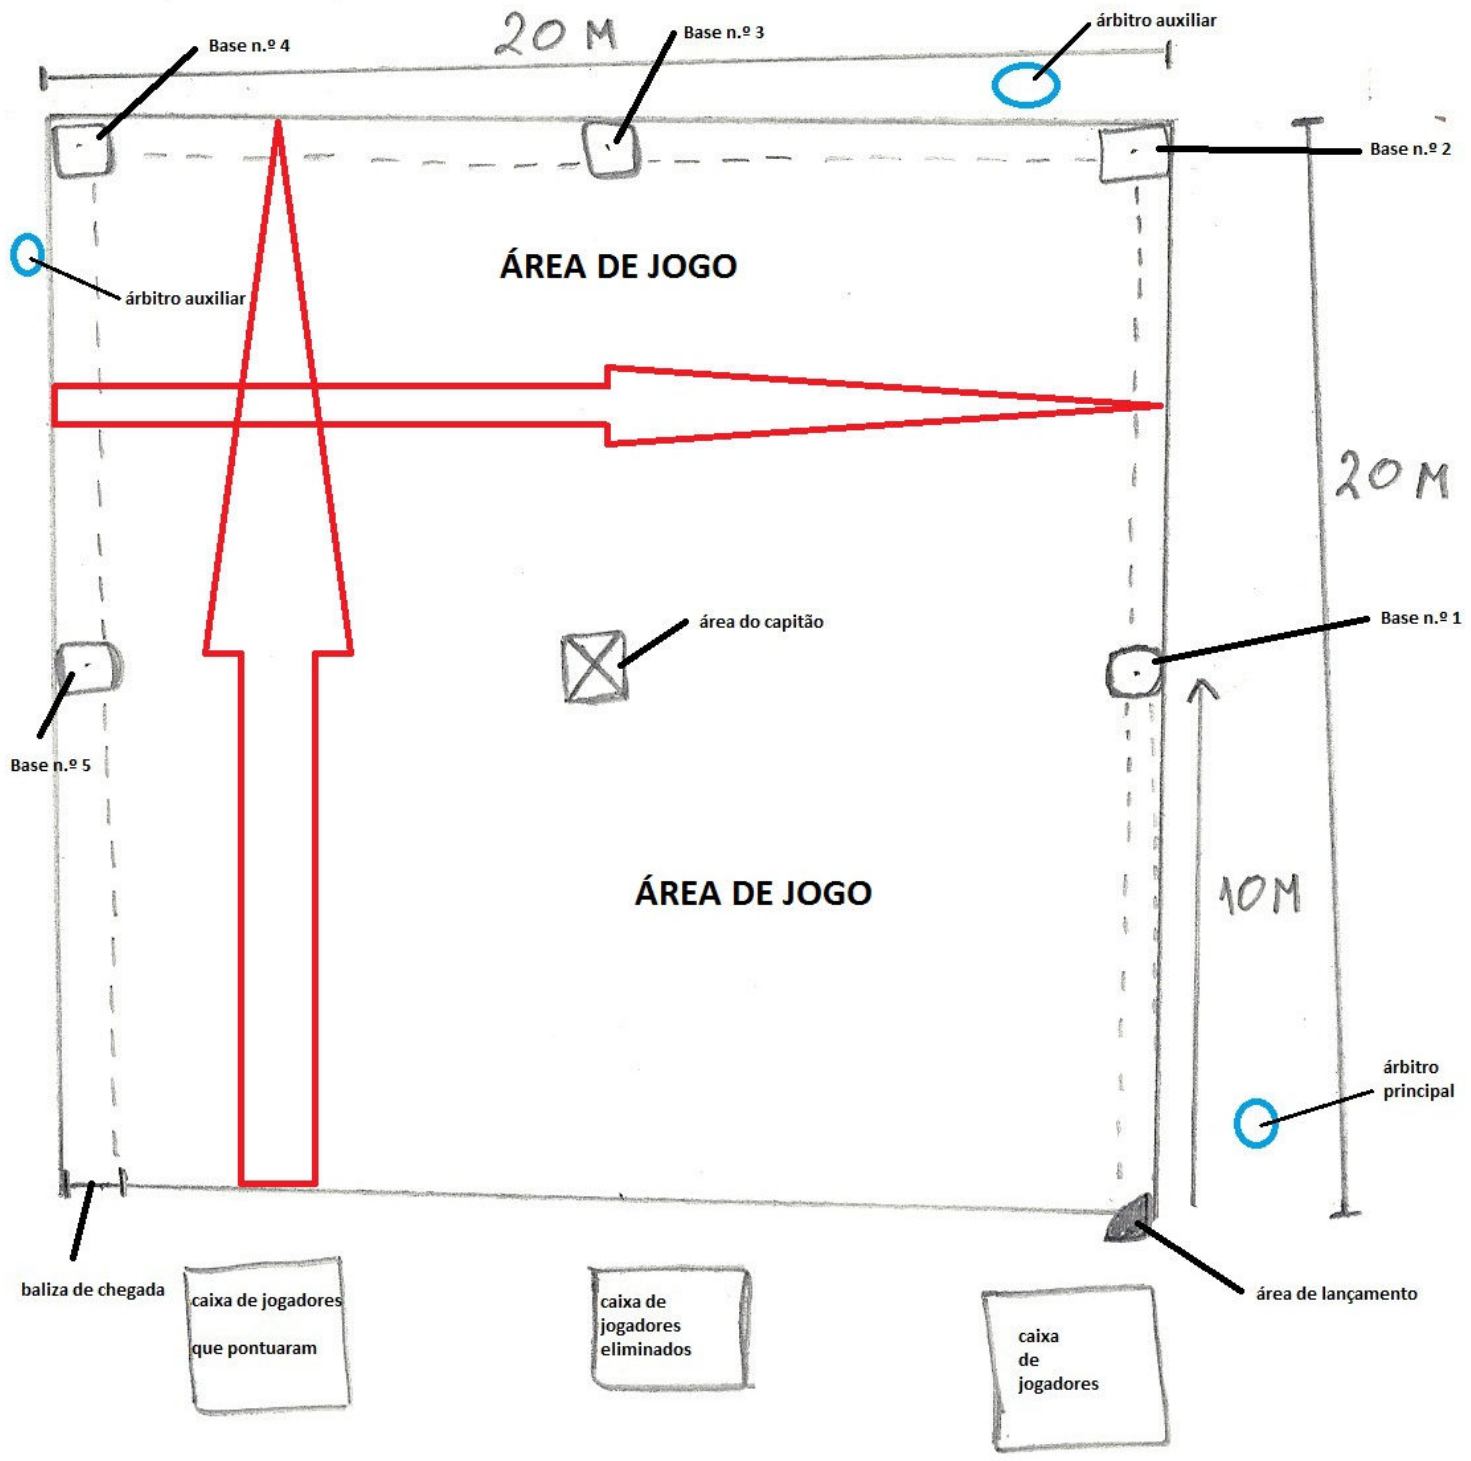 árbitro auxiliar
20 M
Base n.º 3
Base n.º 4
Base n.º 2
ÁREA DE JOGO
árbitro auxiliar
20 M
área do capitão
Base n.º 1
Base n.º 5
ÁREA DE JOGO
10 M
árbitro
principal
baliza de chegada
caixa de jogadores
que pontuaram
caixa de
jogadores
eliminados
caixa
de
jogadores
área de lançamento